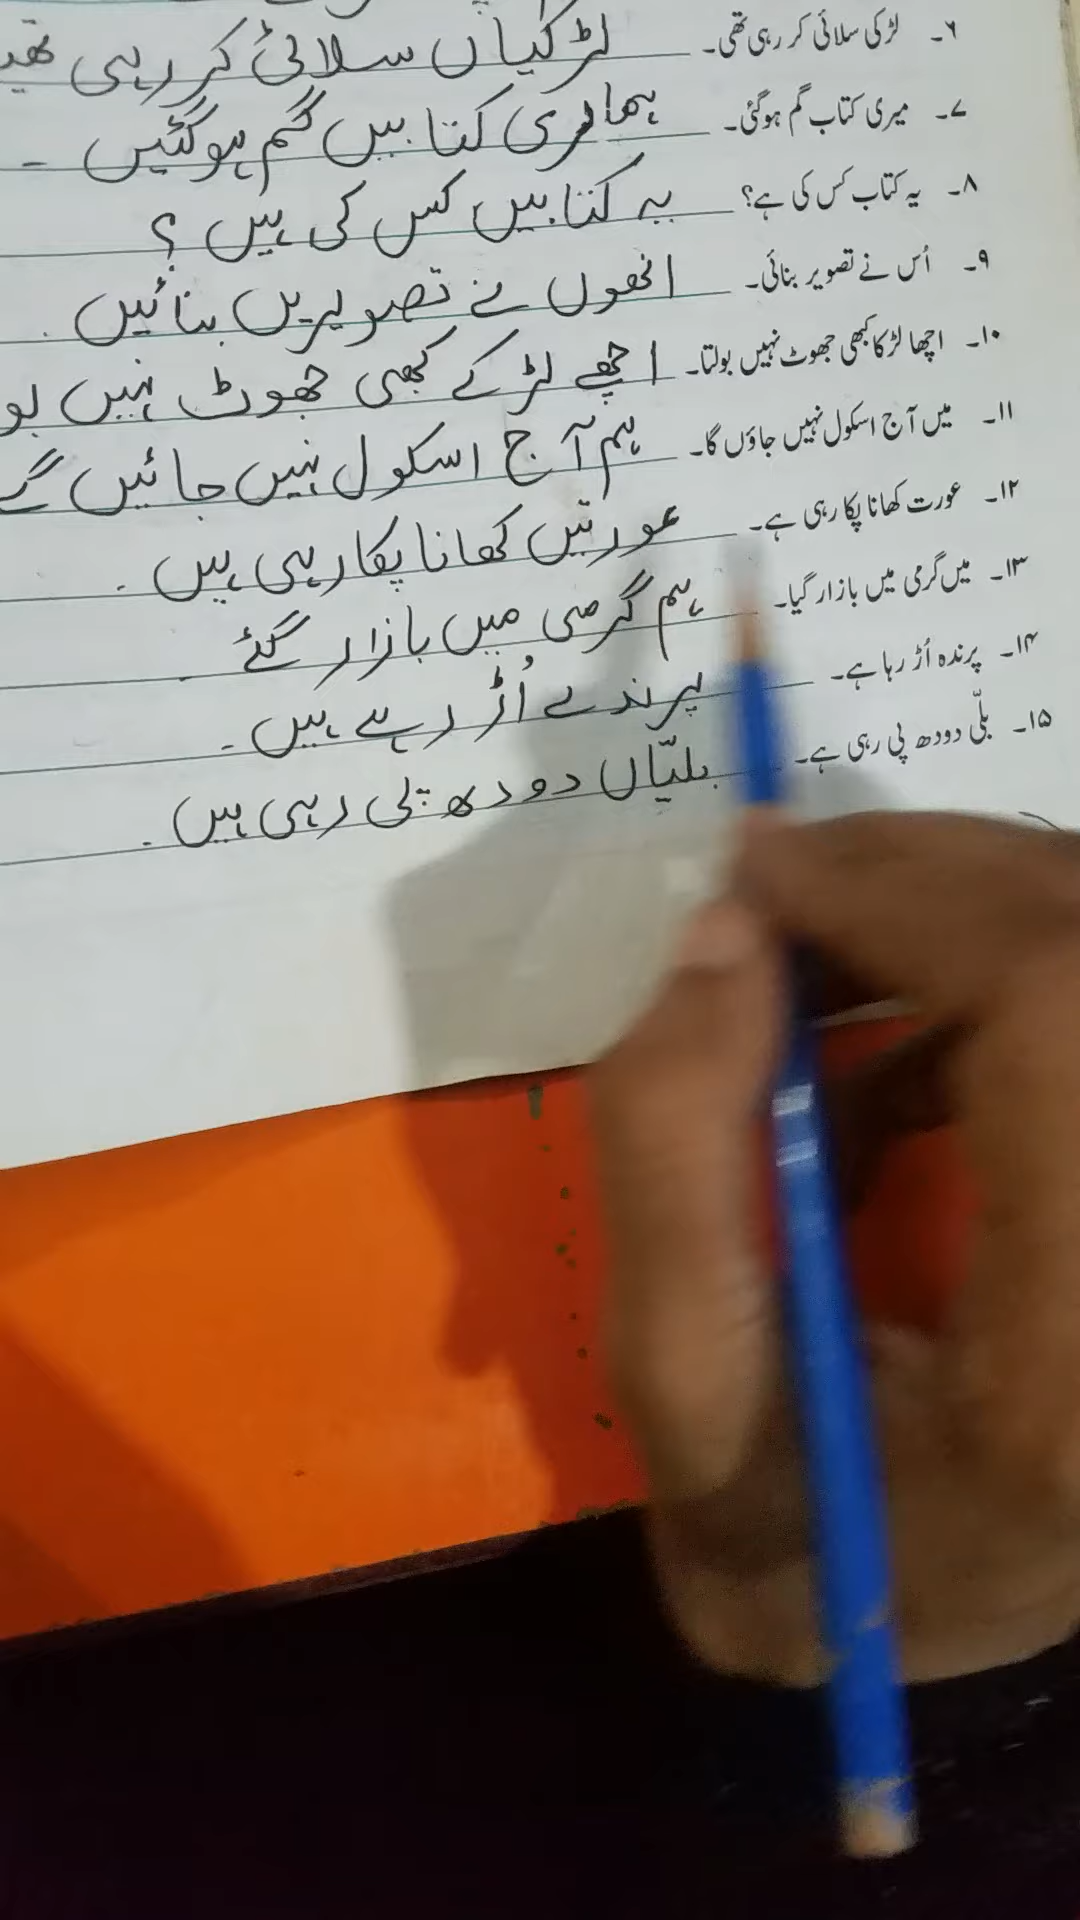 ۶۔ لڑکی سلائی کر رہی تھی۔ لڑکیاں سلائی کر رہی
۷۔ میری کتاب گم ہوگئی۔ ہماری کتابیں گم ہوگئیں -
۸۔ یہ کتاب کس کی ہے؟ یہ کتابیں کس کی ہیں ؟
۹۔ اُس نے تصویر بنائی۔ انھوں نے تصویریں بنائیں .
۱۰۔ اچھا لڑکا کبھی جھوٹ نہیں بولتا۔ اچھے لڑکے کبھی جھوٹ نہیں
۱۱۔ میں آج اسکول نہیں جاؤں گا۔ ہم آج اسکول نہیں جائیں گے
۱۲۔ عورت کھانا پکا رہی ہے۔ عورتیں کھانا پکا رہی ہیں .
۱۳۔ میں گرمی میں بازار گیا۔ ہم گرمی میں بازار گئے .
۱۴۔ پرندہ اُڑ رہا ہے۔ پرندے اُڑ رہے ہیں -
۱۵۔ بلّی دودھ پی رہی ہے۔ بلیّاں دودھ پی رہی ہیں .